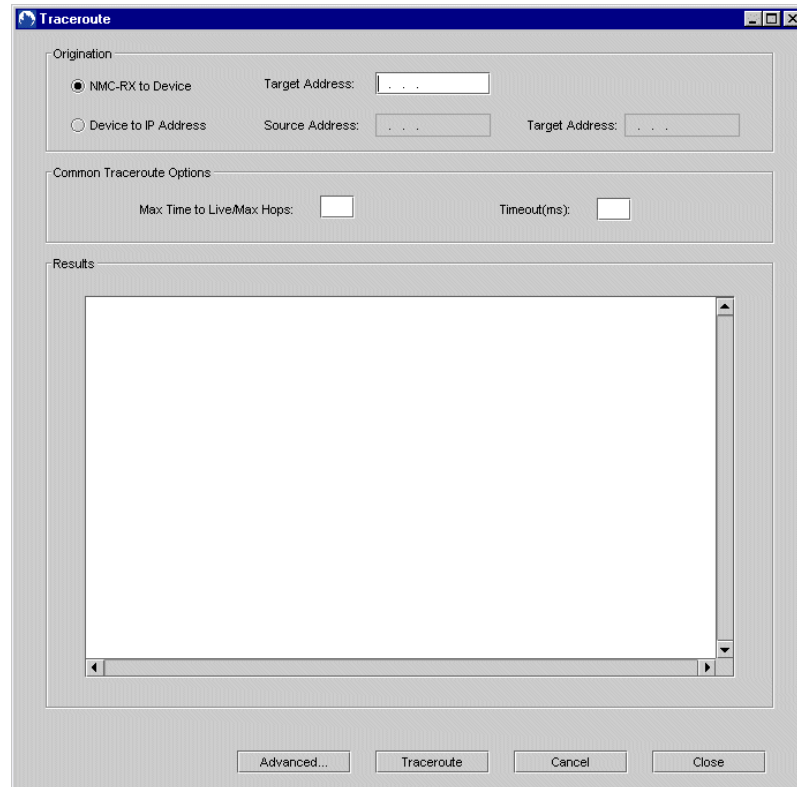 Traceroute
Origination
NMC-RX to Device Target Address: . . .
Device to IP Address Source Address: . . . Target Address: . . .
Common Traceroute Options
Max Time to Live/Max Hops: Timeout(ms):
Results
Advanced... Traceroute Cancel Close